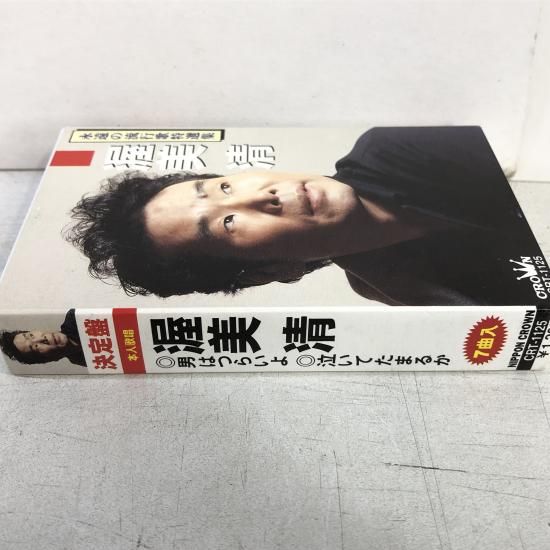 永遠の流行歌特選集
渥美 清
CROWN
CRT-1125
決定盤
本人歌唱
渥美 清
◎男はつらいよ ◎泣いてたまるか
7曲入
NIPPON CROWN
CRT-1125